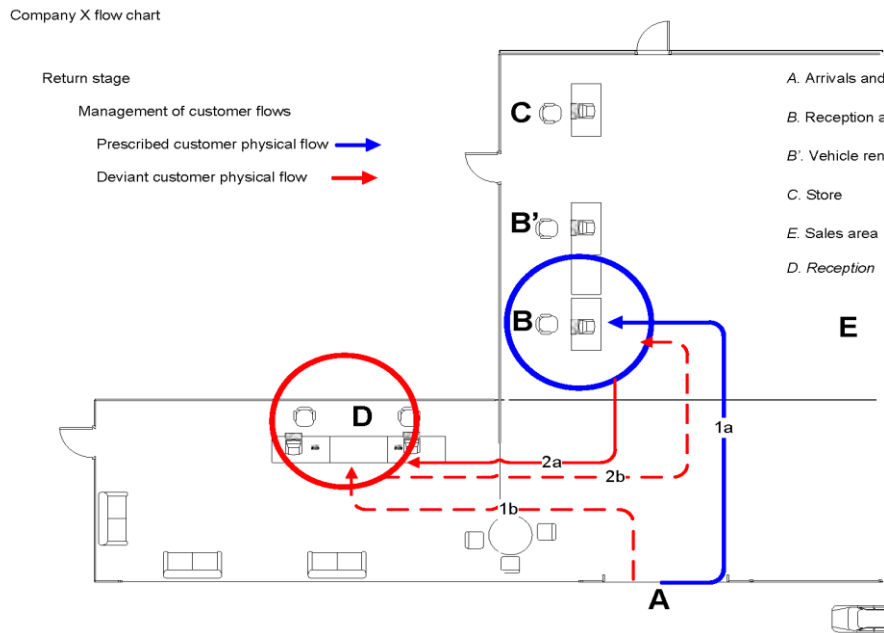 Company X flow chart
Return stage
Management of customer flows
Prescribed customer physical flow
Deviant customer physical flow
A. Arrivals and
B. Reception a
B'. Vehicle ren
C. Store
E. Sales area
D. Reception
C
B’
B
E
D
1a
2a
2b
1b
A